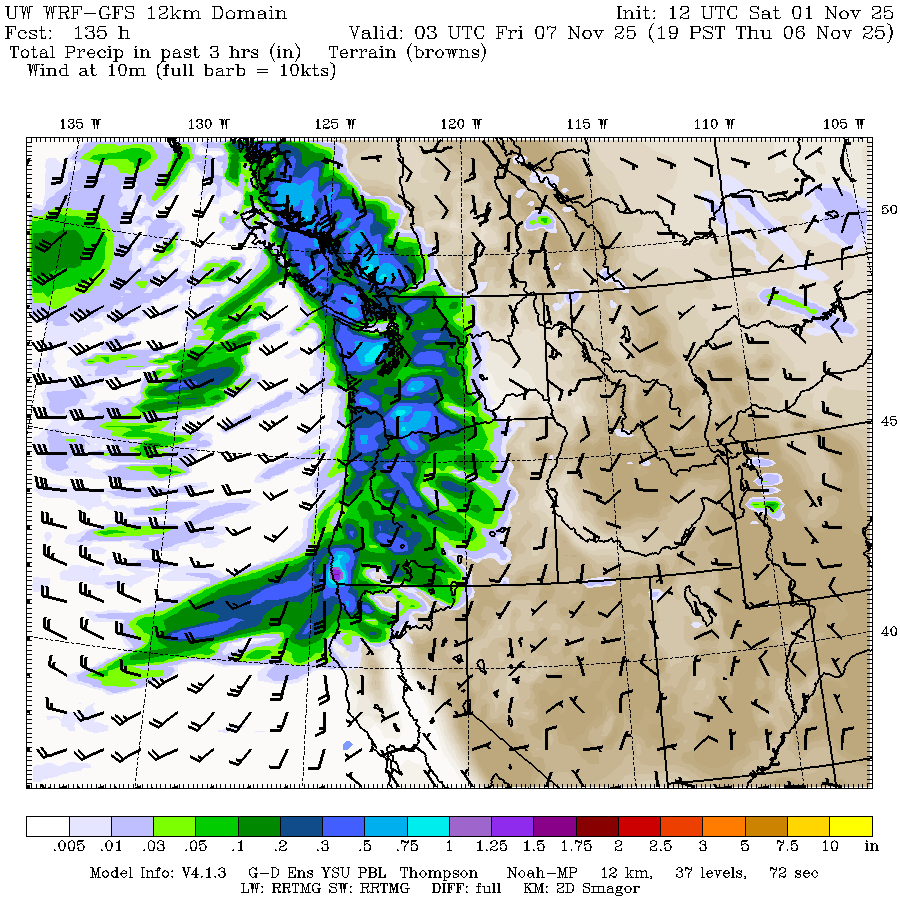 UW WRF-GFS 12km Domain Init: 12 UTC Sat 01 Nov 25
Fcst: 135 h Valid: 03 UTC Fri 07 Nov 25 (19 PST Thu 06 Nov 25)
Total Precip in past 3 hrs (in) Terrain (browns)
Wind at 10m (full barb = 10kts)
135 W 130 W 125 W 120 W 115 W 110 W 105 W
50
45
40
.005 .01 .03 .05 .1 .2 .3 .5 .75 1 1.25 1.5 1.75 2 2.5 3 5 7.5 10 in
Model Info: V4.1.3 G-D Ens YSU PBL Thompson Noah-MP 12 km, 37 levels, 72 sec
LW: RRTMG SW: RRTMG DIFF: full KM: 2D Smagor